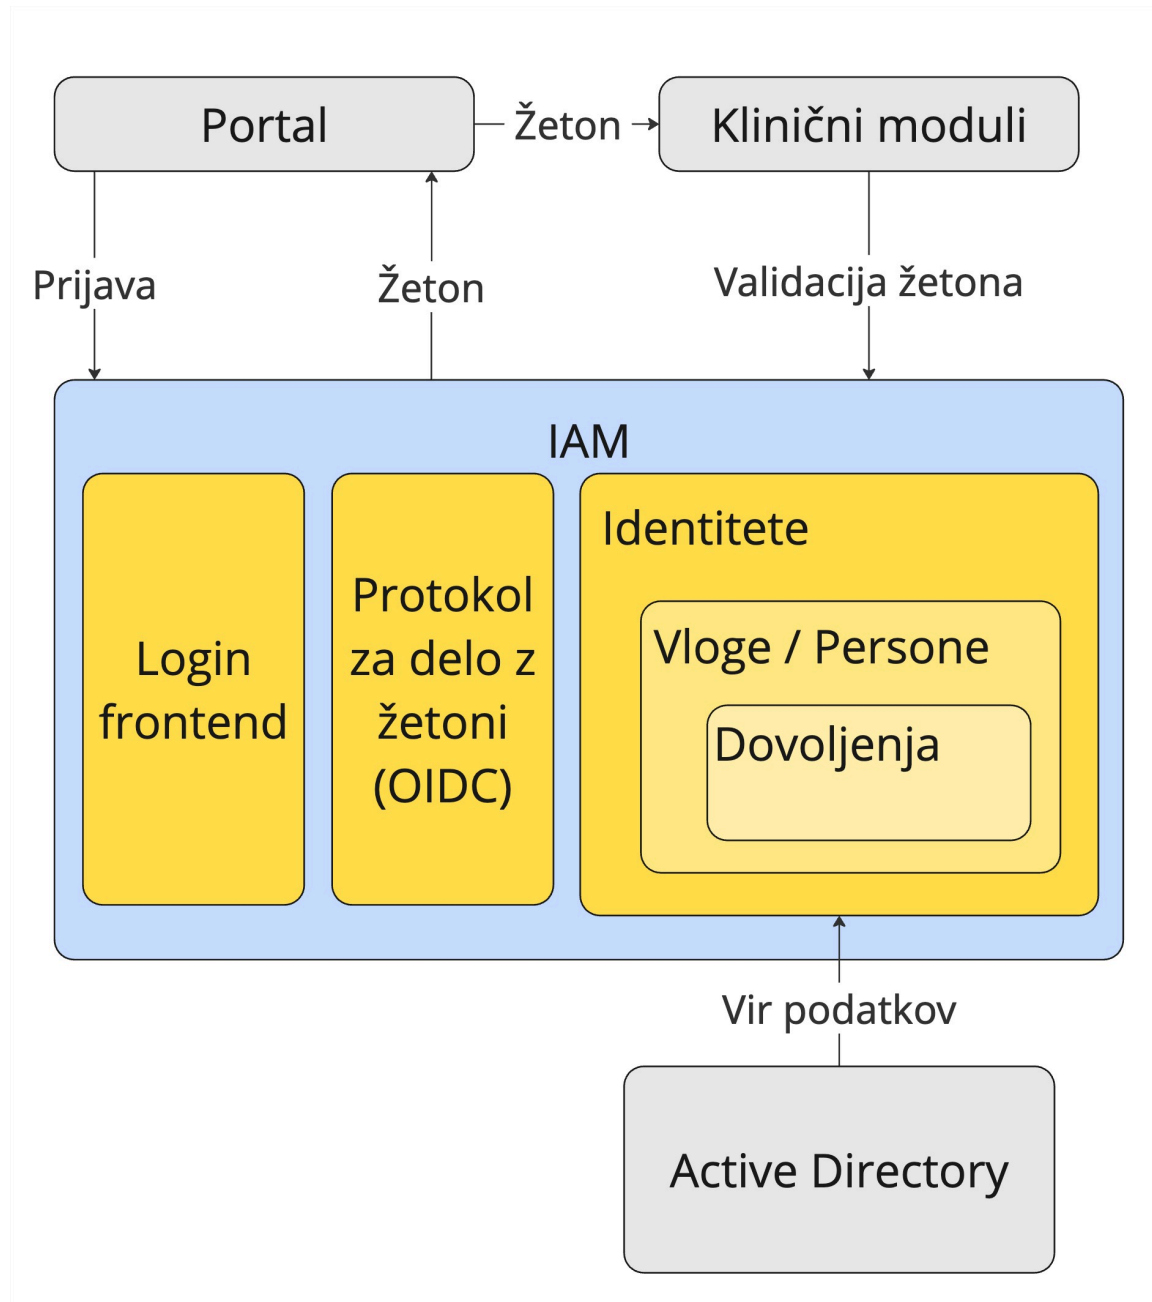 Portal
Žeton
Klinični moduli
Prijava
Žeton
Validacija žetona
IAM
Login
frontend
Protokol
za delo z
žetoni
(OIDC)
Identitete
Vloge / Persone
Dovoljenja
Vir podatkov
Active Directory